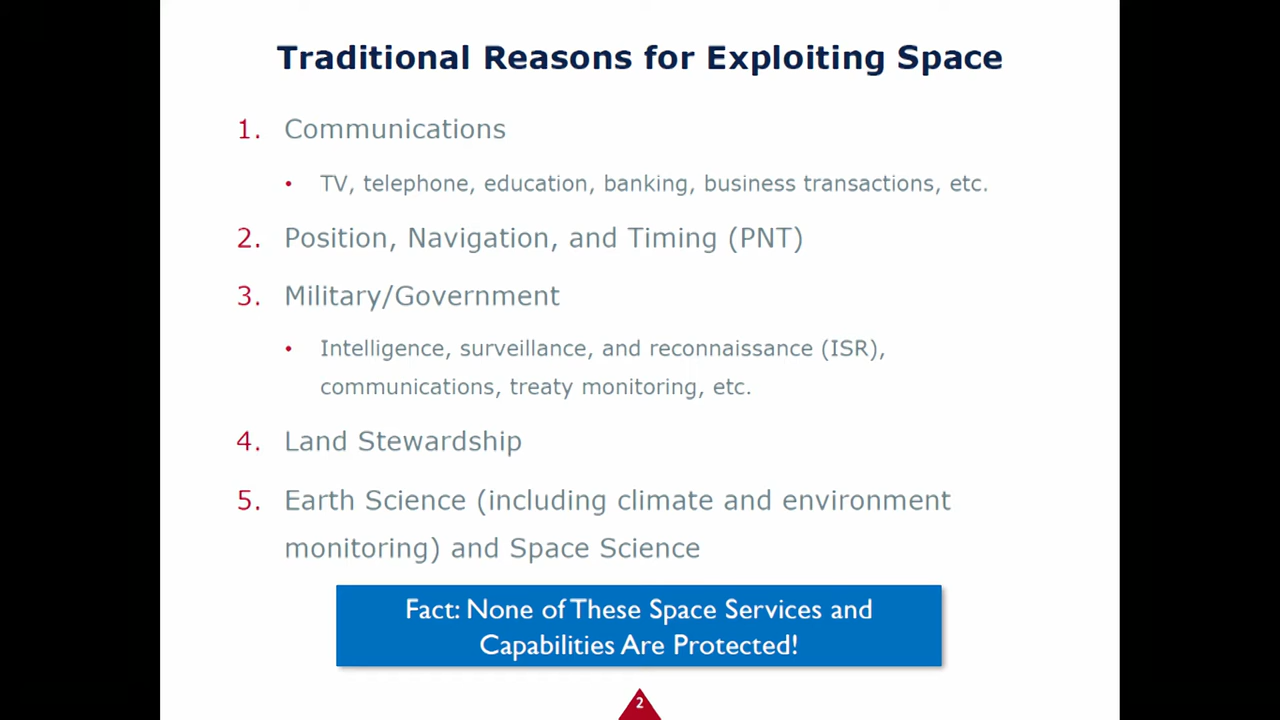 Traditional Reasons for Exploiting Space
1. Communications
• TV, telephone, education, banking, business transactions, etc.
2. Position, Navigation, and Timing (PNT)
3. Military/Government
• Intelligence, surveillance, and reconnaissance (ISR),
communications, treaty monitoring, etc.
4. Land Stewardship
5. Earth Science (including climate and environment
monitoring) and Space Science
Fact: None of These Space Services and
Capabilities Are Protected!
2